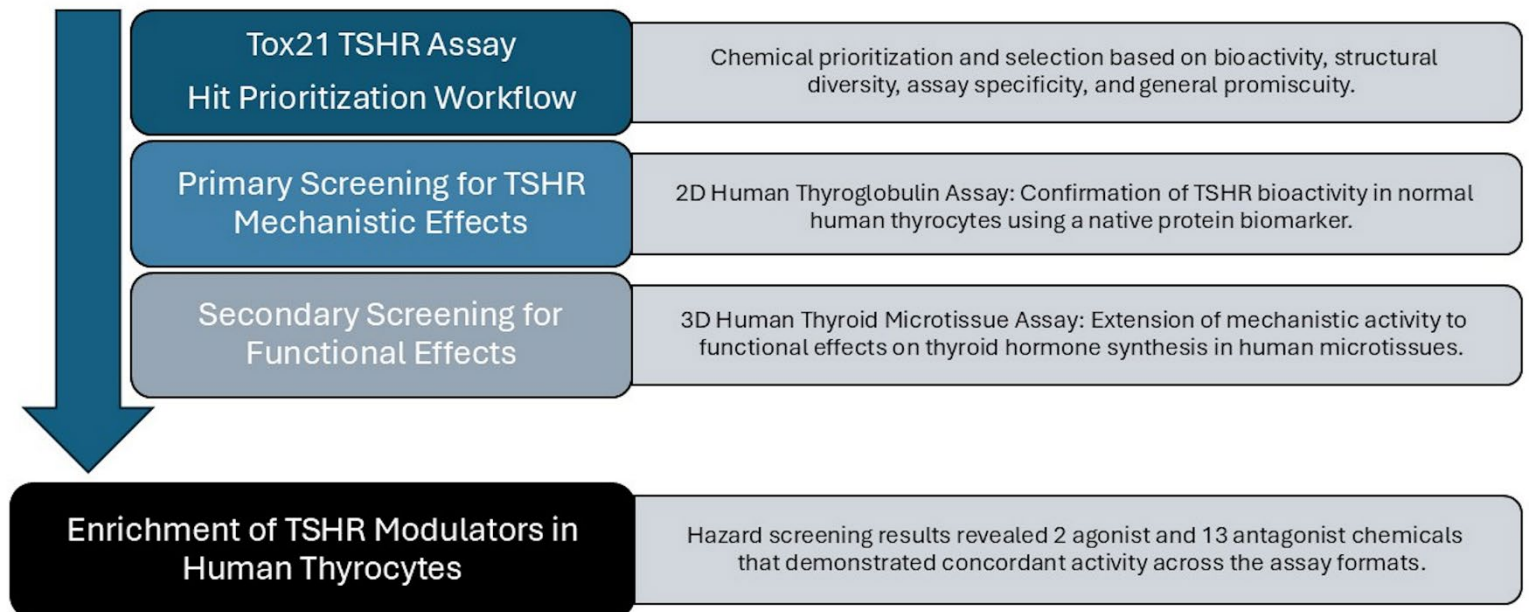 Tox21 TSHR Assay
Hit Prioritization Workflow
Chemical prioritization and selection based on bioactivity, structural
diversity, assay specificity, and general promiscuity.
Primary Screening for TSHR
Mechanistic Effects
2D Human Thyroglobulin Assay: Confirmation of TSHR bioactivity in normal
human thyrocytes using a native protein biomarker.
Secondary Screening for
Functional Effects
3D Human Thyroid Microtissue Assay: Extension of mechanistic activity to
functional effects on thyroid hormone synthesis in human microtissues.
Enrichment of TSHR Modulators in
Human Thyrocytes
Hazard screening results revealed 2 agonist and 13 antagonist chemicals
that demonstrated concordant activity across the assay formats.